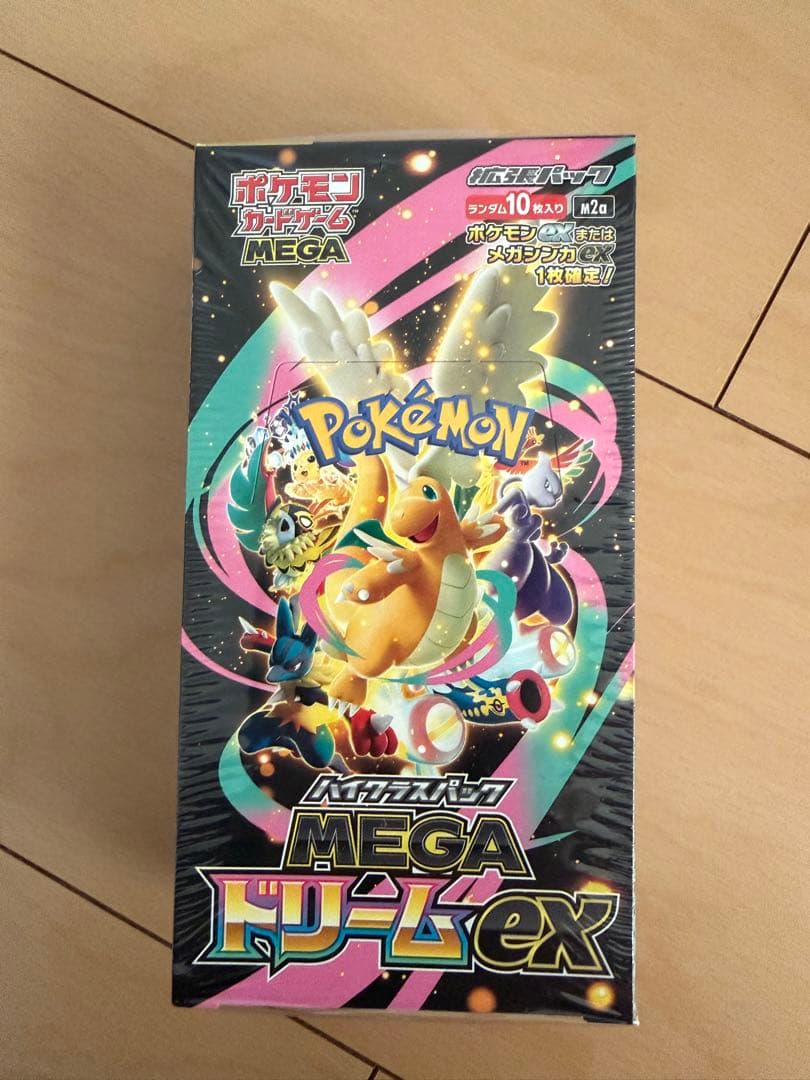 ポケモン
カードゲーム
MEGA
拡張パック
ランダム10枚入り M2a
ポケモンexまたは
メガシンカex
1枚確定!
POKéMON
TM
ハイクラスパック
MEGA
ドリームex